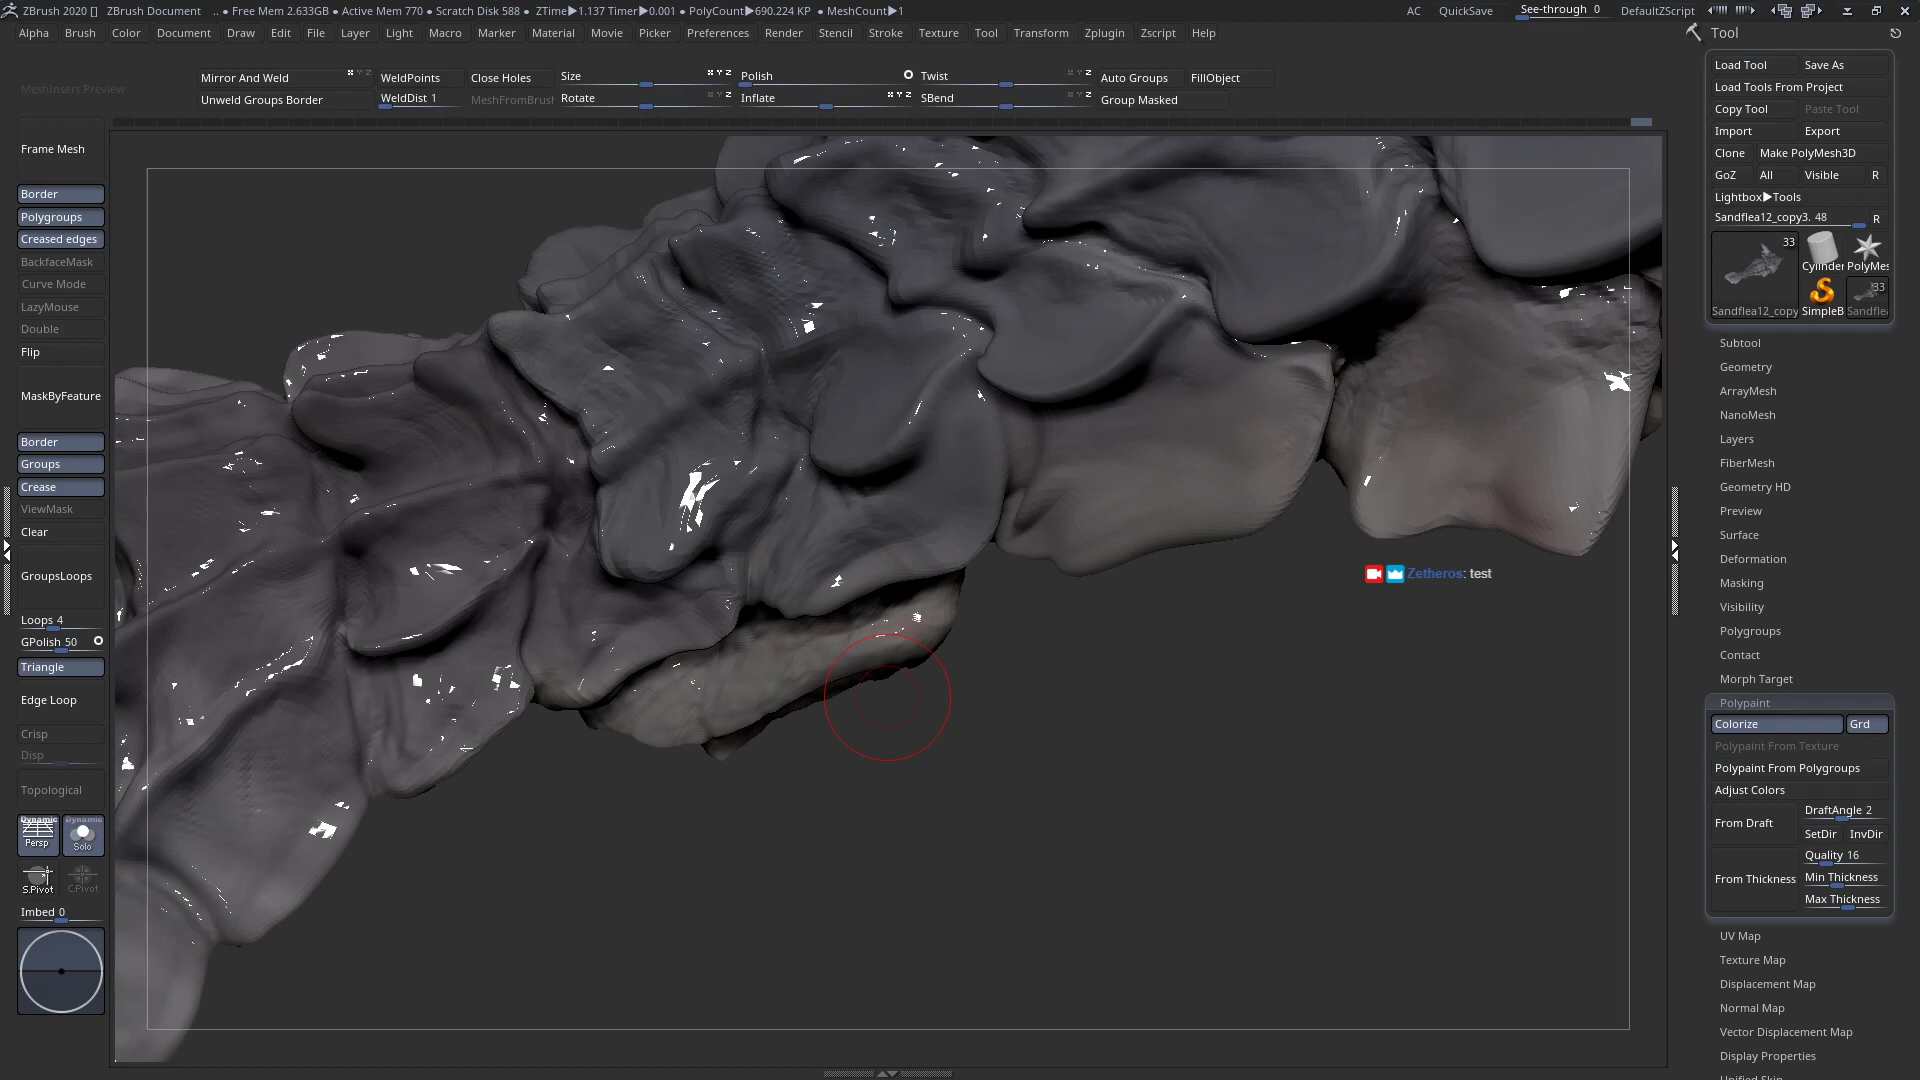 ZBrush 2020 [] ZBrush Document .. • Free Mem 2.633GB • Active Mem 770 • Scratch Disk 588 • ZTime▶1.137 Timer▶0.001 • PolyCount▶690.224 KP • MeshCount▶1 AC QuickSave See-through 0 DefaultZScript
Alpha Brush Color Document Draw Edit File Layer Light Macro Marker Material Movie Picker Preferences Render Stencil Stroke Texture Tool Transform Zplugin Zscript Help
MeshInsert Preview
Mirror And Weld WeldPoints Close Holes Size Polish Twist Auto Groups FillObject
Unweld Groups Border WeldDist 1 MeshFromBrush Rotate Inflate SBend Group Masked
Frame Mesh
Border
Polygroups
Creased edges
BackfaceMask
Curve Mode
LazyMouse
Double
Flip
MaskByFeature
Border
Groups
Crease
ViewMask
Clear
GroupsLoops
Loops 4
GPolish 50
Triangle
Edge Loop
Crisp
Disp
Topological
Dynamic Dynamic
Persp Solo
S.Pivot C.Pivot
Imbed 0
Zetheros: test
Tool
Load Tool Save As
Load Tools From Project
Copy Tool Paste Tool
Import Export
Clone Make PolyMesh3D
GoZ All Visible R
Lightbox▶Tools
Sandflea12_copy3. 48 R
33
Cylinder PolyMes
33
Sandflea12_copy SimpleB Sandflea
Subtool
Geometry
ArrayMesh
NanoMesh
Layers
FiberMesh
Geometry HD
Preview
Surface
Deformation
Masking
Visibility
Polygroups
Contact
Morph Target
Polypaint
Colorize Grd
Polypaint From Texture
Polypaint From Polygroups
Adjust Colors
From Draft DraftAngle 2
SetDir InvDir
Quality 16
From Thickness Min Thickness
Max Thickness
UV Map
Texture Map
Displacement Map
Normal Map
Vector Displacement Map
Display Properties
Unified Skin